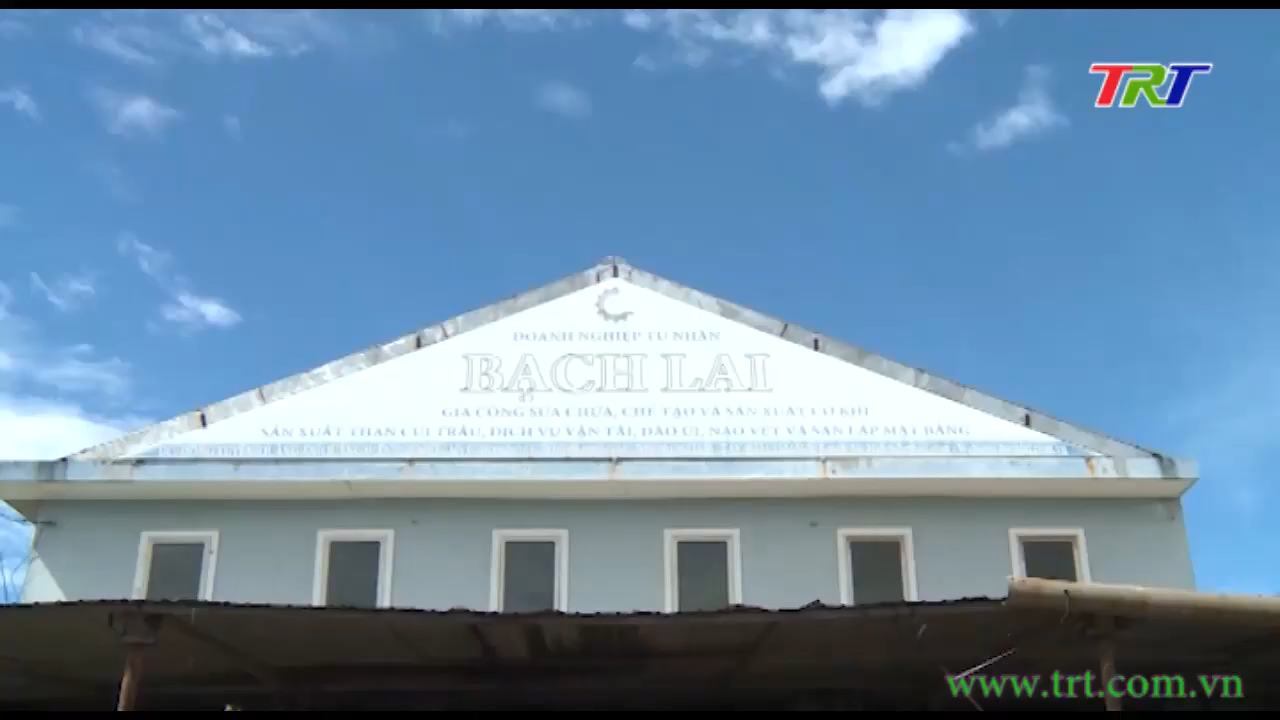 TRT
DOANH NGHIỆP TƯ NHÂN
BẠCH LẠI
GIA CÔNG SỬA CHỮA, CHẾ TẠO VÀ SẢN XUẤT CƠ KHÍ
SẢN XUẤT THAN CỦI TRẤU, DỊCH VỤ VẬN TẢI, ĐÀO ỦI, NẠO VÉT VÀ SAN LẤP MẶT BẰNG
www.trt.com.vn